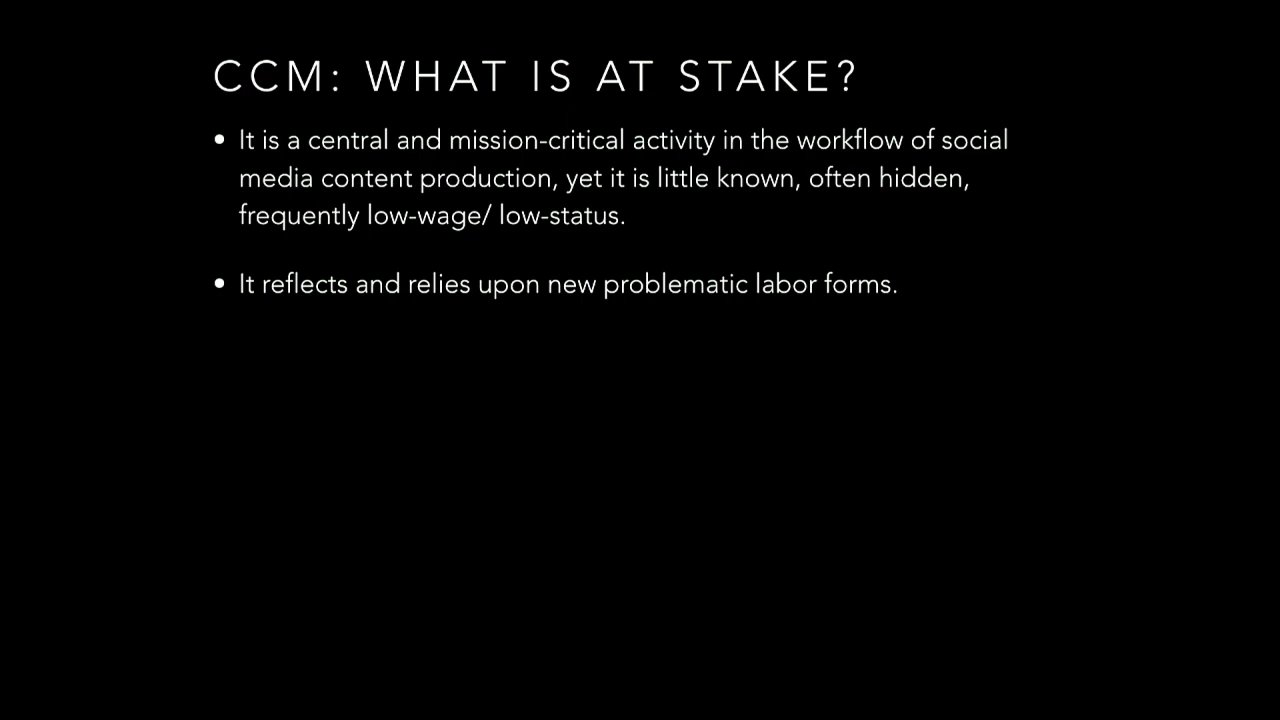 CCM: WHAT IS AT STAKE?
• It is a central and mission-critical activity in the workflow of social
media content production, yet it is little known, often hidden,
frequently low-wage/ low-status.
• It reflects and relies upon new problematic labor forms.